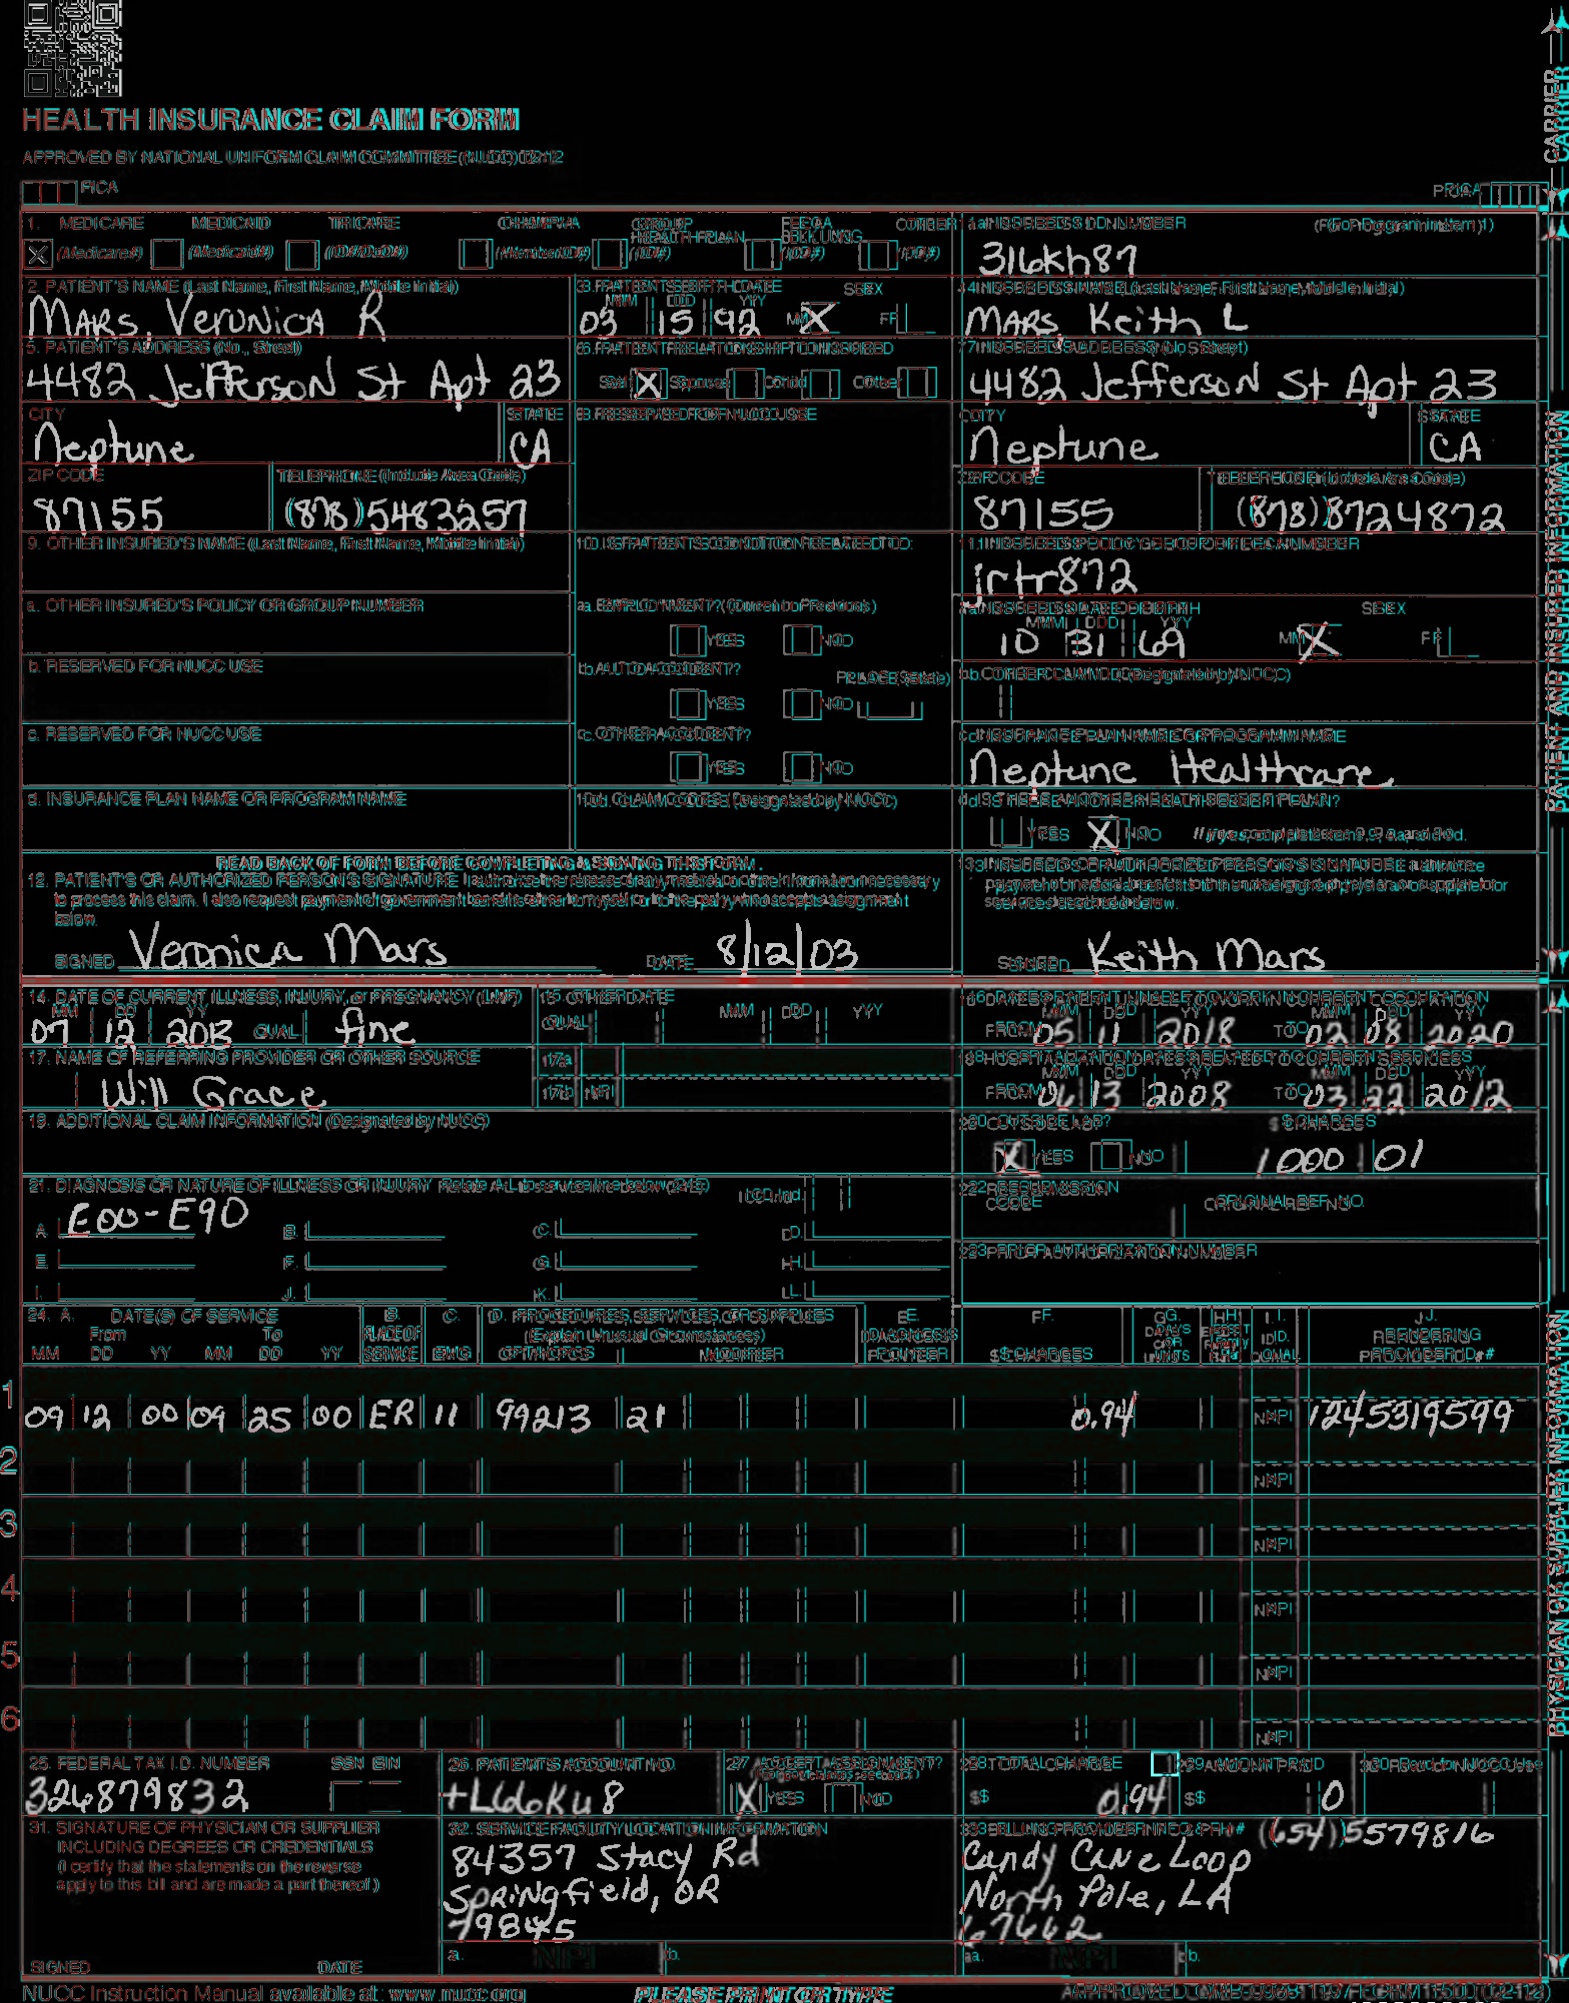 HEALTH INSURANCE CLAIM FORM
APPROVED BY NATIONAL UNIFORM CLAIM COMMITTEE (NUCC) 02/12
PICA
PICA
CARRIER
1. MEDICARE MEDICAID TRICARE CHAMPVA GROUP HEALTH PLAN FECA BLK LUNG OTHER
X (Medicare#) (Medicaid#) (ID#/DoD#) (Member ID#) (ID#) (ID#) (ID#)
1a. INSURED'S I.D. NUMBER (For Program in Item 1)
316Kh87
2. PATIENT'S NAME (Last Name, First Name, Middle Initial)
MARS, VERONICA R
3. PATIENT'S BIRTH DATE SEX
MM DD YY
03 15 92 M X F
4. INSURED'S NAME (Last Name, First Name, Middle Initial)
MARS, Keith L
5. PATIENT'S ADDRESS (No., Street)
4482 Jefferson St Apt 23
6. PATIENT RELATIONSHIP TO INSURED
Self X Spouse Child Other
7. INSURED'S ADDRESS (No., Street)
4482 Jefferson St Apt 23
CITY STATE
Neptune CA
8. RESERVED FOR NUCC USE
CITY STATE
Neptune CA
ZIP CODE TELEPHONE (Include Area Code)
87155 (878) 5483257
ZIP CODE TELEPHONE (Include Area Code)
87155 (878) 8724872
9. OTHER INSURED'S NAME (Last Name, First Name, Middle Initial)
10. IS PATIENT'S CONDITION RELATED TO:
11. INSURED'S POLICY GROUP OR FECA NUMBER
jrtr872
a. OTHER INSURED'S POLICY OR GROUP NUMBER
a. EMPLOYMENT? (Current or Previous)
YES NO
a. INSURED'S DATE OF BIRTH SEX
MM DD YY
10 31 69 M X F
b. RESERVED FOR NUCC USE
b. AUTO ACCIDENT? PLACE (State)
YES NO
b. OTHER CLAIM ID (Designated by NUCC)
c. RESERVED FOR NUCC USE
c. OTHER ACCIDENT?
YES NO
c. INSURANCE PLAN NAME OR PROGRAM NAME
Neptune Healthcare
d. INSURANCE PLAN NAME OR PROGRAM NAME
10d. CLAIM CODES (Designated by NUCC)
d. IS THERE ANOTHER HEALTH BENEFIT PLAN?
YES X NO If yes, complete items 9, 9a, and 9d.
READ BACK OF FORM BEFORE COMPLETING & SIGNING THIS FORM.
12. PATIENT'S OR AUTHORIZED PERSON'S SIGNATURE I authorize the release of any medical or other information necessary
to process this claim. I also request payment of government benefits either to myself or to the party who accepts assignment
below.
SIGNED Veronica Mars DATE 8/12/03
13. INSURED'S OR AUTHORIZED PERSON'S SIGNATURE I authorize
payment of medical benefits to the undersigned physician or supplier for
services described below.
SIGNED Keith Mars
PATIENT AND INSURED INFORMATION
14. DATE OF CURRENT ILLNESS, INJURY, or PREGNANCY (LMP)
MM DD YY
07 12 2013 QUAL. fine
15. OTHER DATE
QUAL. MM DD YY
16. DATES PATIENT UNABLE TO WORK IN CURRENT OCCUPATION
MM DD YY MM DD YY
FROM 05 11 2018 TO 02 08 2020
17. NAME OF REFERRING PROVIDER OR OTHER SOURCE
Will Grace
17a.
17b. NPI
18. HOSPITALIZATION DATES RELATED TO CURRENT SERVICES
MM DD YY MM DD YY
FROM 06 13 2008 TO 03 22 2012
19. ADDITIONAL CLAIM INFORMATION (Designated by NUCC)
20. OUTSIDE LAB? $ CHARGES
X YES NO 1000 01
21. DIAGNOSIS OR NATURE OF ILLNESS OR INJURY Relate A-L to service line below (24E) ICD Ind.
A. E00-E90 B. C. D.
E. F. G. H.
I. J. K. L.
22. RESUBMISSION CODE ORIGINAL REF. NO.
23. PRIOR AUTHORIZATION NUMBER
24. A. DATE(S) OF SERVICE B. C. D. PROCEDURES, SERVICES, OR SUPPLIES E. F. G. H. I. J.
From To PLACE OF (Explain Unusual Circumstances) DIAGNOSIS DAYS OR UNITS EPSDT Family Plan ID. RENDERING
MM DD YY MM DD YY SERVICE EMG CPT/HCPCS MODIFIER POINTER $ CHARGES QUAL. PROVIDER ID. #
1
09 12 00 09 25 00 ER 11 99213 21 0.94 NPI 1245319599
2
NPI
3
NPI
4
NPI
5
NPI
6
NPI
PHYSICIAN OR SUPPLIER INFORMATION
25. FEDERAL TAX I.D. NUMBER SSN EIN
324879832
26. PATIENT'S ACCOUNT NO.
+L66KU8
27. ACCEPT ASSIGNMENT?
(For govt. claims, see back)
X YES NO
28. TOTAL CHARGE
$ 0.94
29. AMOUNT PAID
$ 0
30. Rsvd for NUCC Use
31. SIGNATURE OF PHYSICIAN OR SUPPLIER
INCLUDING DEGREES OR CREDENTIALS
(I certify that the statements on the reverse
apply to this bill and are made a part thereof.)
SIGNED DATE
32. SERVICE FACILITY LOCATION INFORMATION
84357 Stacy Rd
Springfield, OR
79845
a. NPI b.
33. BILLING PROVIDER INFO & PH # (654) 5579816
Candy Cane Loop
North Pole, LA
67662
a. NPI b.
NUCC Instruction Manual available at: www.nucc.org
PLEASE PRINT OR TYPE
APPROVED OMB-0938-1197 FORM 1500 (02-12)